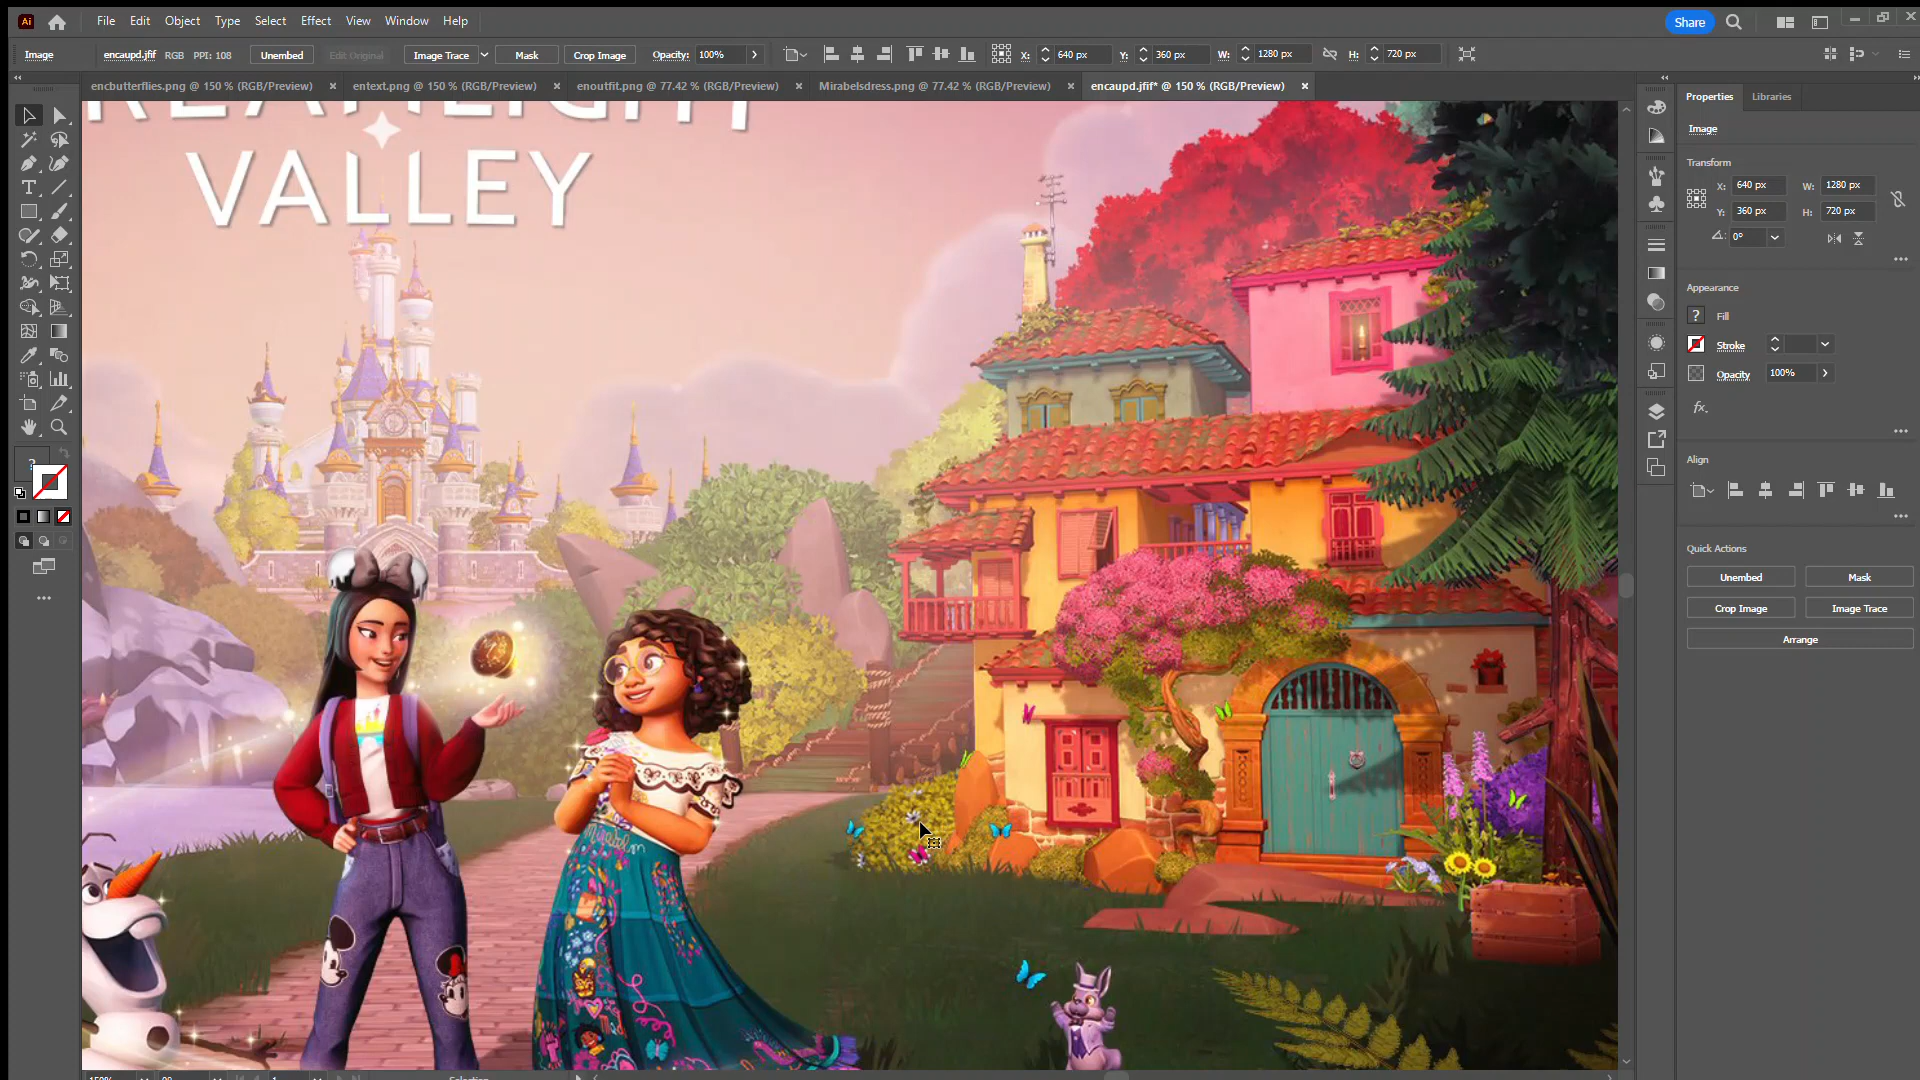 Ai File Edit Object Type Select Effect View Window Help Share
Image encaupd.jfif RGB PPI: 108 Unembed Edit Original Image Trace Mask Crop Image Opacity: 100% X: 640 px Y: 360 px W: 1280 px H: 720 px
encbutterflies.png @ 150 % (RGB/Preview) entext.png @ 150 % (RGB/Preview) enoutfit.png @ 77.42 % (RGB/Preview) Mirabelsdress.png @ 77.42 % (RGB/Preview) encaupd.jfif* @ 150 % (RGB/Preview)
VALLEY
mirabel
Properties Libraries
Image
Transform
X: 640 px W: 1280 px
Y: 360 px H: 720 px
0°
Appearance
? Fill
Stroke
Opacity 100%
fx.
Align
Quick Actions
Unembed Mask
Crop Image Image Trace
Arrange